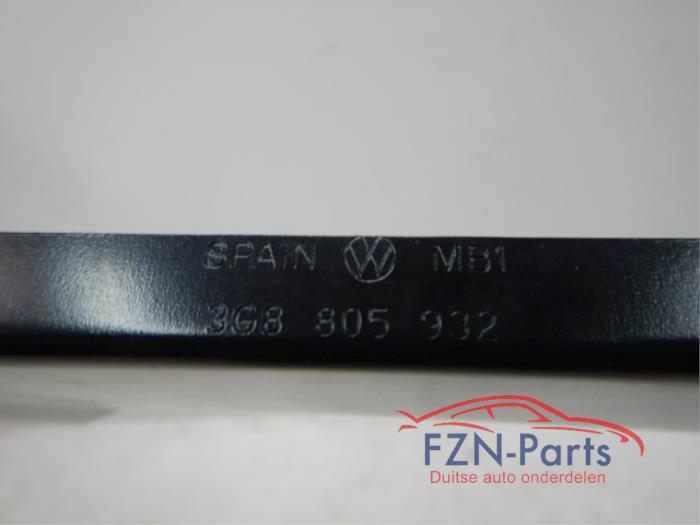 SPAIN VW MB1
3G8 805 932
FZN-Parts
Duitse auto onderdelen